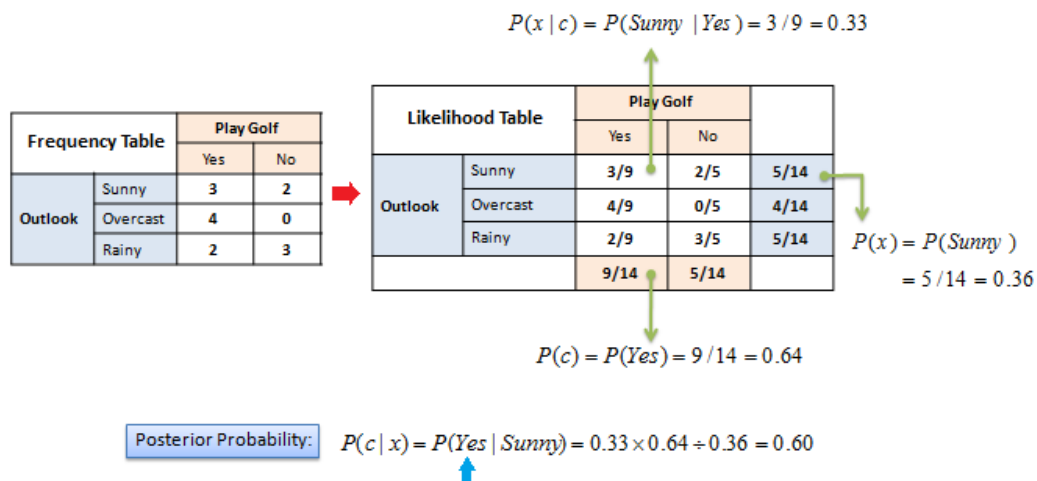 P(x | c) = P(Sunny | Yes) = 3 / 9 = 0.33
Frequency Table Play Golf
Yes No
Outlook Sunny 3 2
Overcast 4 0
Rainy 2 3
Likelihood Table Play Golf
Yes No
Outlook Sunny 3/9 2/5 5/14
Overcast 4/9 0/5 4/14
Rainy 2/9 3/5 5/14
9/14 5/14
P(x) = P(Sunny )
= 5 / 14 = 0.36
P(c) = P(Yes) = 9 / 14 = 0.64
Posterior Probability: P(c | x) = P(Yes | Sunny) = 0.33 × 0.64 ÷ 0.36 = 0.60